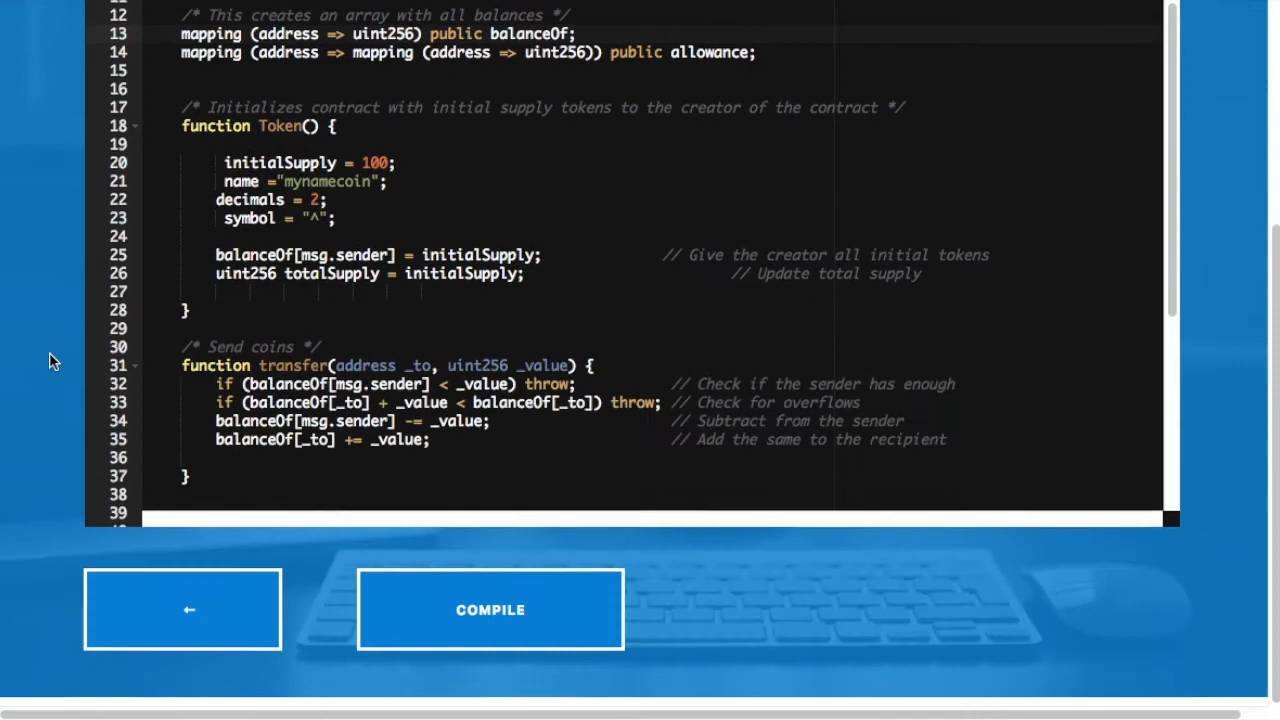 12 /* This creates an array with all balances */
13 mapping (address => uint256) public balanceOf;
14 mapping (address => mapping (address => uint256)) public allowance;
15
16
17 /* Initializes contract with initial supply tokens to the creator of the contract */
18 function Token() {
19
20 initialSupply = 100;
21 name ="mynamecoin";
22 decimals = 2;
23 symbol = "^";
24
25 balanceOf[msg.sender] = initialSupply; // Give the creator all initial tokens
26 uint256 totalSupply = initialSupply; // Update total supply
27
28 }
29
30 /* Send coins */
31 function transfer(address _to, uint256 _value) {
32 if (balanceOf[msg.sender] < _value) throw; // Check if the sender has enough
33 if (balanceOf[_to] + _value < balanceOf[_to]) throw; // Check for overflows
34 balanceOf[msg.sender] -= _value; // Subtract from the sender
35 balanceOf[_to] += _value; // Add the same to the recipient
36
37 }
38
39
← COMPILE